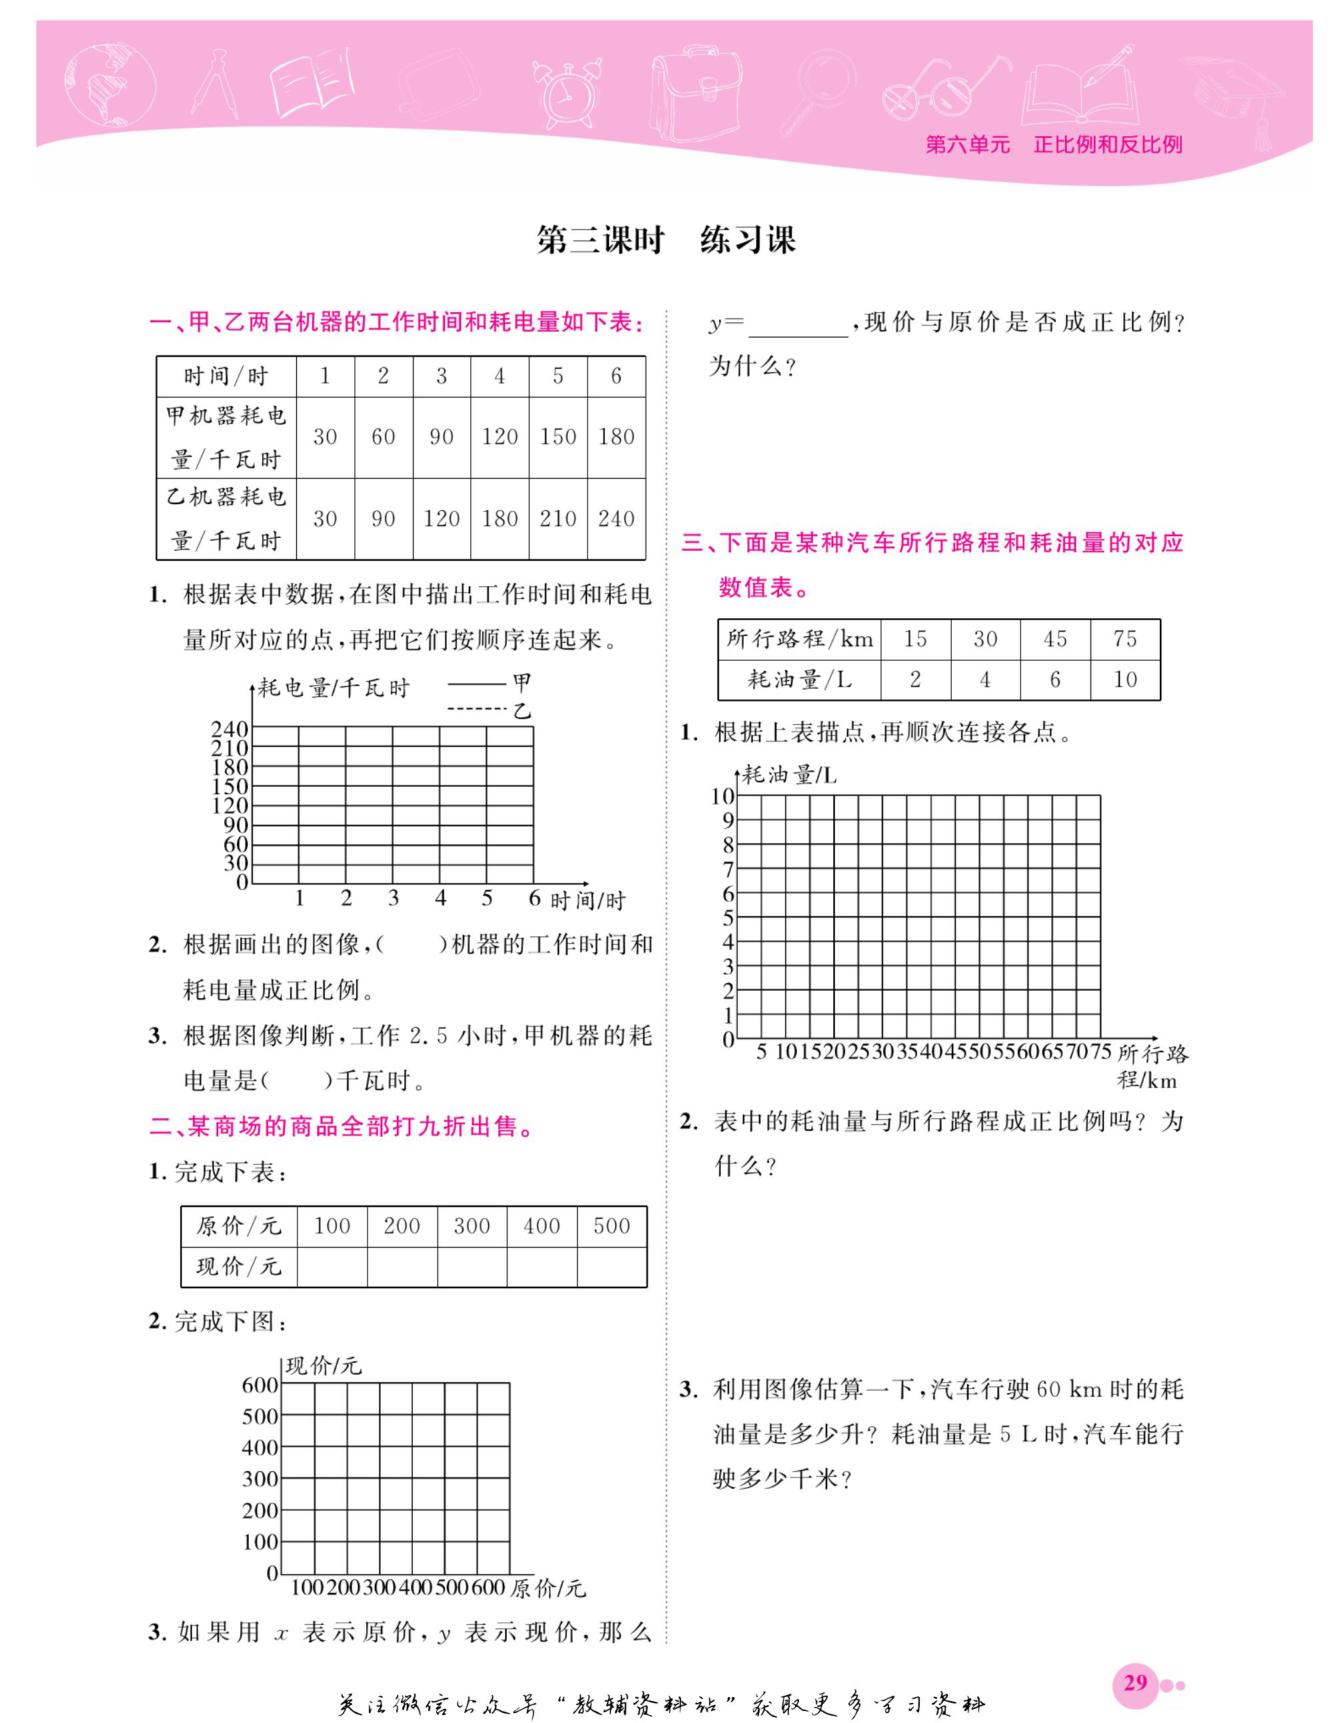 第六单元 正比例和反比例
第三课时 练习课
一、甲、乙两台机器的工作时间和耗电量如下表：
时间/时 1 2 3 4 5 6
甲机器耗电量/千瓦时 30 60 90 120 150 180
乙机器耗电量/千瓦时 30 90 120 180 210 240
1. 根据表中数据，在图中描出工作时间和耗电
量所对应的点，再把它们按顺序连起来。
耗电量/千瓦时 甲
乙
240
210
180
150
120
90
60
30
0
1 2 3 4 5 6 时间/时
2. 根据画出的图像，( )机器的工作时间和
耗电量成正比例。
3. 根据图像判断，工作 2.5 小时，甲机器的耗
电量是( )千瓦时。
二、某商场的商品全部打九折出售。
1. 完成下表：
原价/元 100 200 300 400 500
现价/元
2. 完成下图：
现价/元
600
500
400
300
200
100
0
100 200 300 400 500 600 原价/元
3. 如果用 x 表示原价，y 表示现价，那么
y=________，现价与原价是否成正比例？
为什么？
三、下面是某种汽车所行路程和耗油量的对应
数值表。
所行路程/km 15 30 45 75
耗油量/L 2 4 6 10
1. 根据上表描点，再顺次连接各点。
耗油量/L
10
9
8
7
6
5
4
3
2
1
0
5 10 15 20 25 30 35 40 45 50 55 60 65 70 75 所行路
程/km
2. 表中的耗油量与所行路程成正比例吗？为
什么？
3. 利用图像估算一下，汽车行驶 60 km 时的耗
油量是多少升？耗油量是 5 L 时，汽车能行
驶多少千米？
29
关注微信公众号“教辅资料站”获取更多学习资料